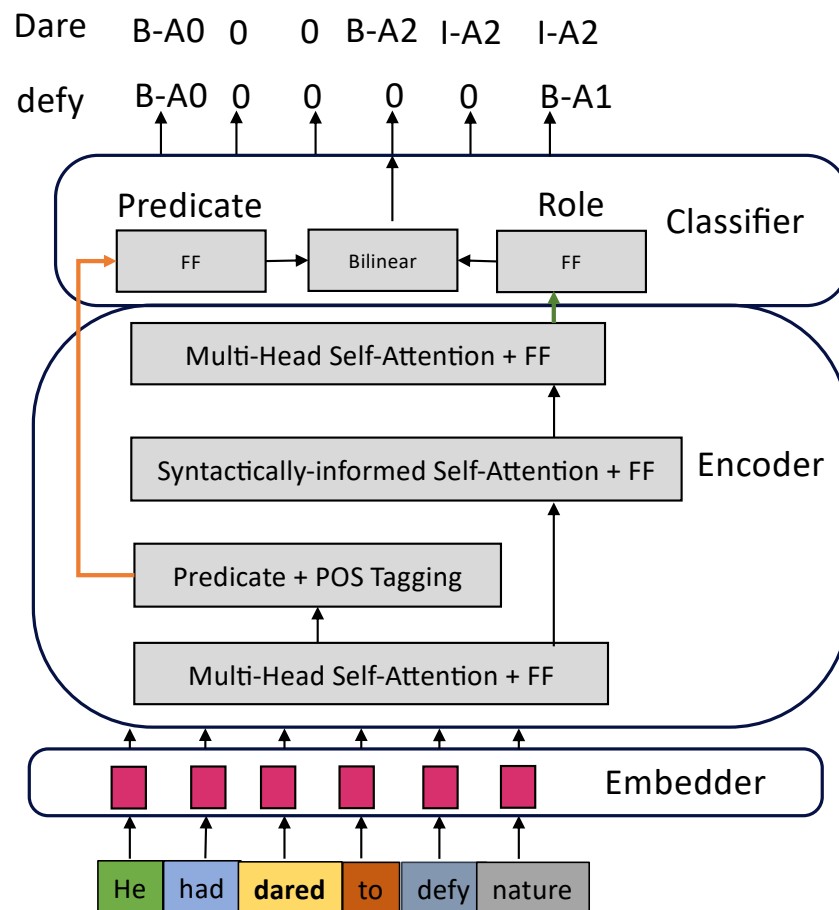 Dare B-A0 0 0 B-A2 I-A2 I-A2
defy B-A0 0 0 0 0 B-A1
Predicate Role Classifier
FF Bilinear FF
Multi-Head Self-Attention + FF
Syntactically-informed Self-Attention + FF Encoder
Predicate + POS Tagging
Multi-Head Self-Attention + FF
Embedder
He had dared to defy nature